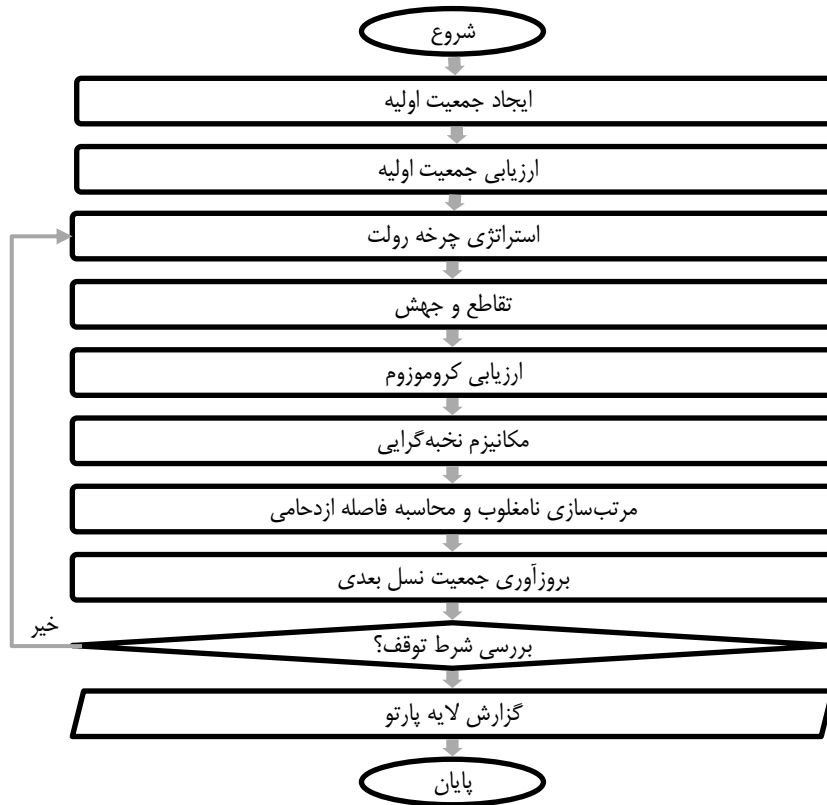 شروع
ایجاد جمعیت اولیه
ارزیابی جمعیت اولیه
استراتژی چرخه رولت
تقاطع و جهش
ارزیابی کروموزوم
مکانیزم نخبه‌گرایی
مرتب‌سازی نامغلوب و محاسبه فاصله ازدحامی
بروزآوری جمعیت نسل بعدی
خیر
بررسی شرط توقف؟
گزارش لایه پارتو
پایان